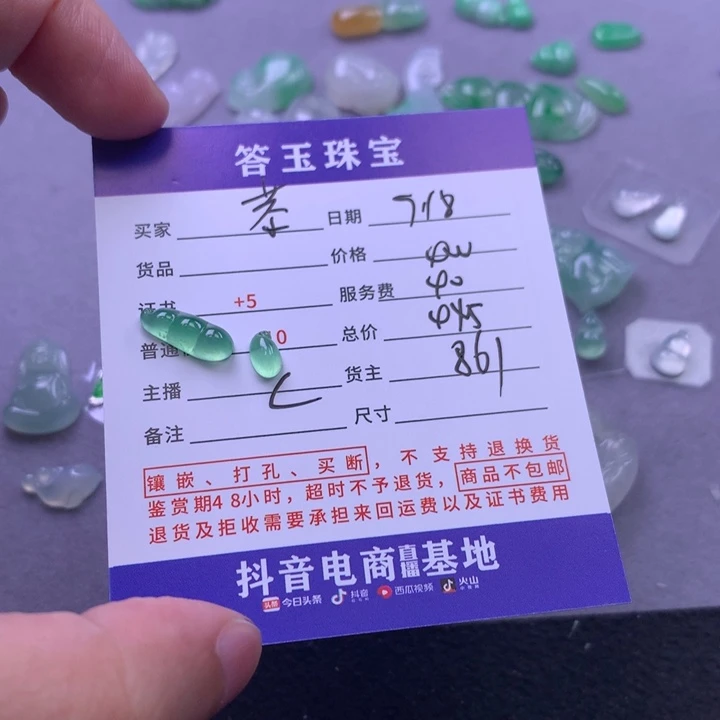 答玉珠宝
买家 日期 7.18
货品 价格 400
证书 +5 服务费 40
普通 0 总价 445
主播 货主 861
备注 尺寸
镶嵌、打孔、买断，不支持退换货
鉴赏期48小时，超时不予退货，商品不包邮
退货及拒收需要承担来回运费以及证书费用
抖音电商直播基地
头条 今日头条 抖音 西瓜视频 火山